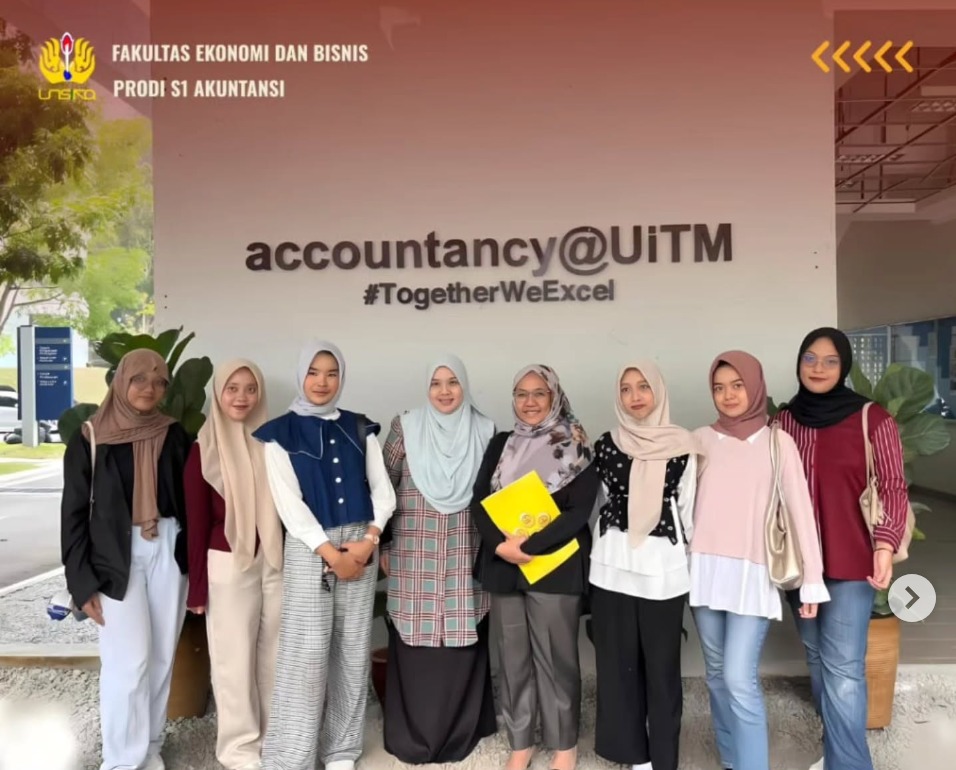 FAKULTAS EKONOMI DAN BISNIS
PRODI S1 AKUNTANSI
accountancy@UiTM
#TogetherWeExcel